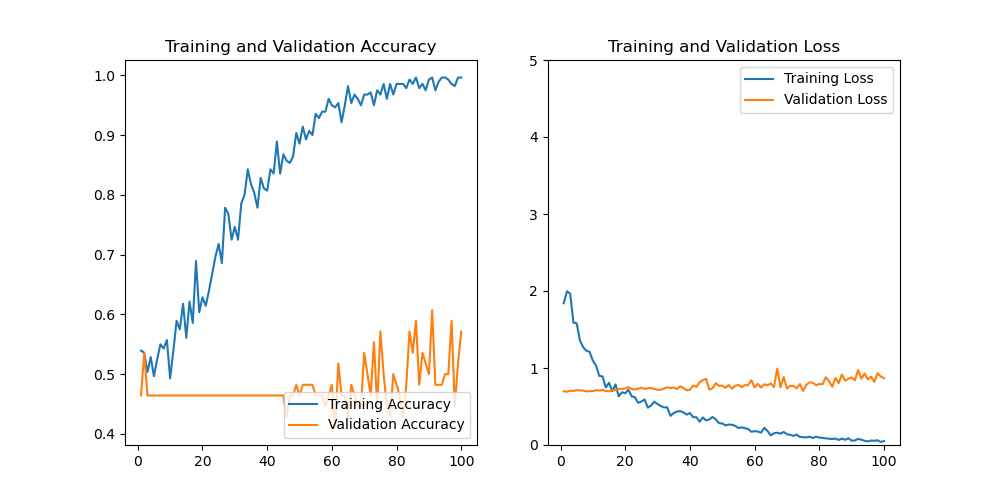 Training and Validation Accuracy
1.0
0.9
0.8
0.7
0.6
0.5
0.4
0 20 40 60 80 100
Training Accuracy
Validation Accuracy
Training and Validation Loss
5
4
3
2
1
0
0 20 40 60 80 100
Training Loss
Validation Loss